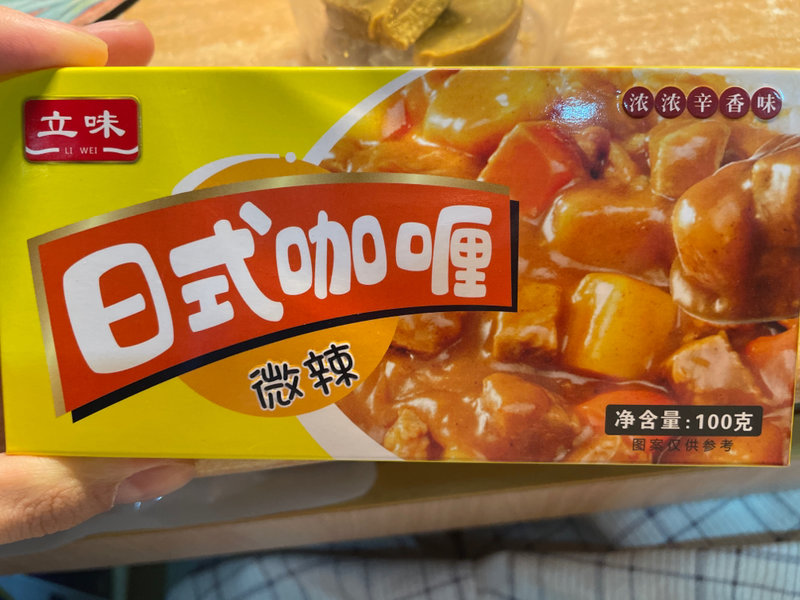 立味
LI WEI
浓浓辛香味
日式咖喱
微辣
净含量:100克
图案仅供参考